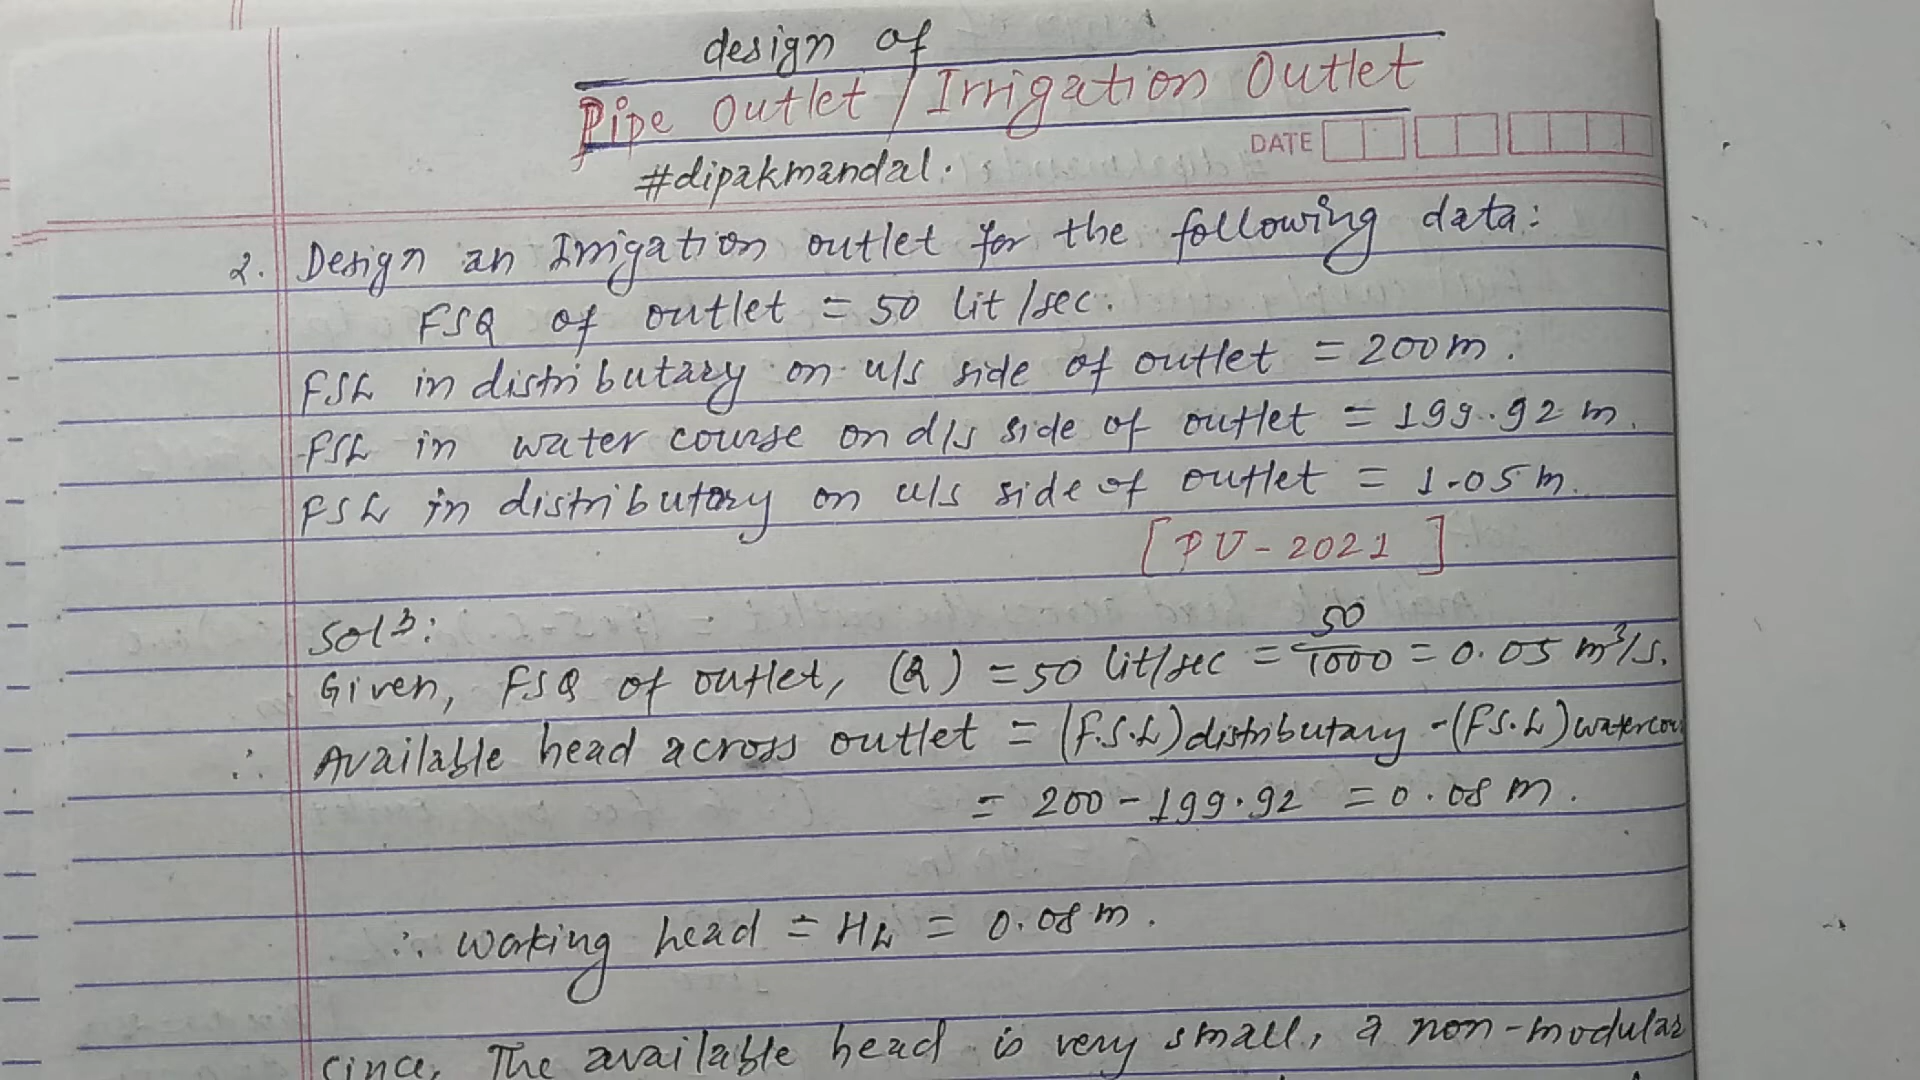 design of
Pipe Outlet / Irrigation Outlet
DATE
#dipakmandal.
2. Design an Irrigation outlet for the following data:
FSQ of outlet = 50 lit/sec.
FSL in distributary on u/s side of outlet = 200m.
FSL in water course on d/s side of outlet = 199.92 m.
FSL in distributory on u/s side of outlet = 1.05 m.
[PU-2021]
Soln:
Given, FSQ of outlet, (Q) = 50 lit/sec = 50/1000 = 0.05 m³/s.
∴ Available head across outlet = (F.S.L) distributary - (F.S.L) watercou
= 200 - 199.92 = 0.08 m.
∴ working head = HL = 0.08 m.
Since, The available head is very small, a non-modular